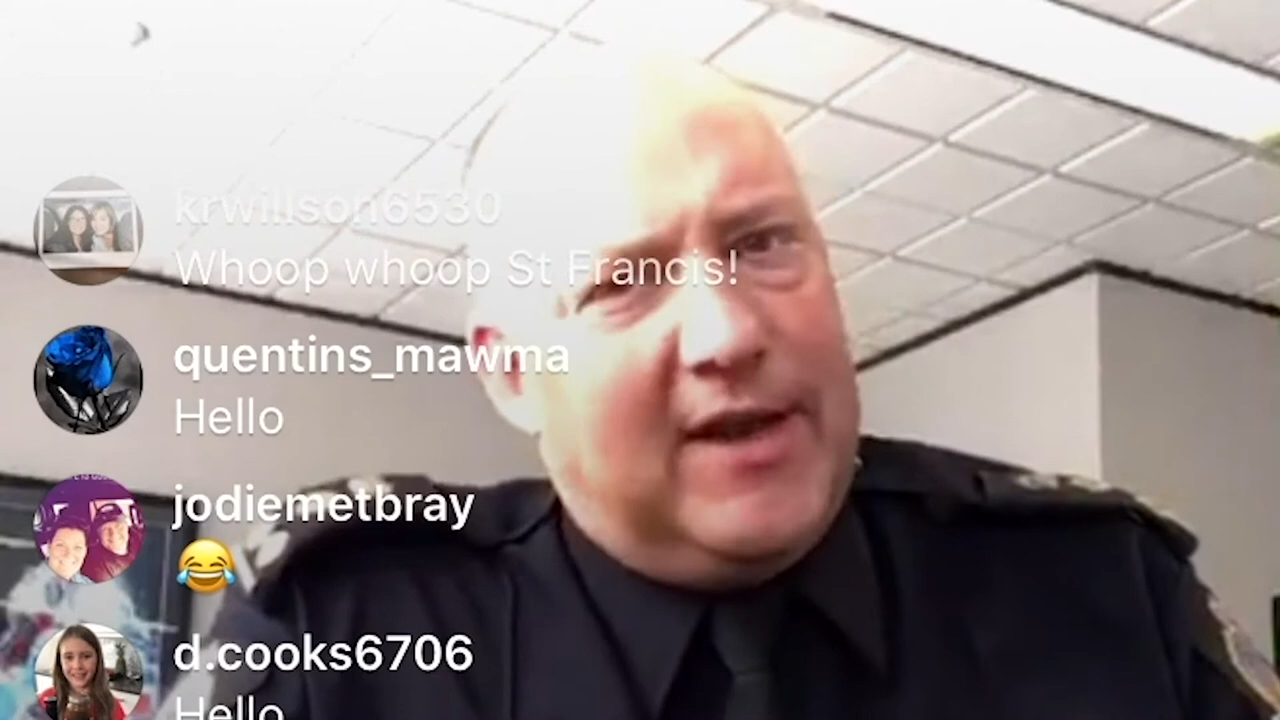 krwillson6530
Whoop whoop St Francis!
quentins_mawma
Hello
jodiemetbray
😂
d.cooks6706
Hello